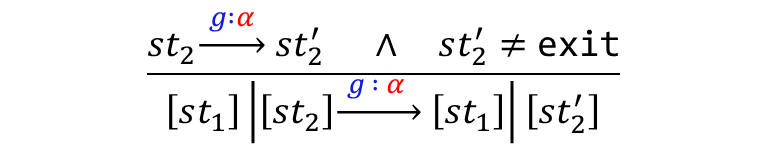 st₂ —g:α→ st₂′ ∧ st₂′ ≠ exit
[st₁] | [st₂] —g : α→ [st₁] | [st₂′]